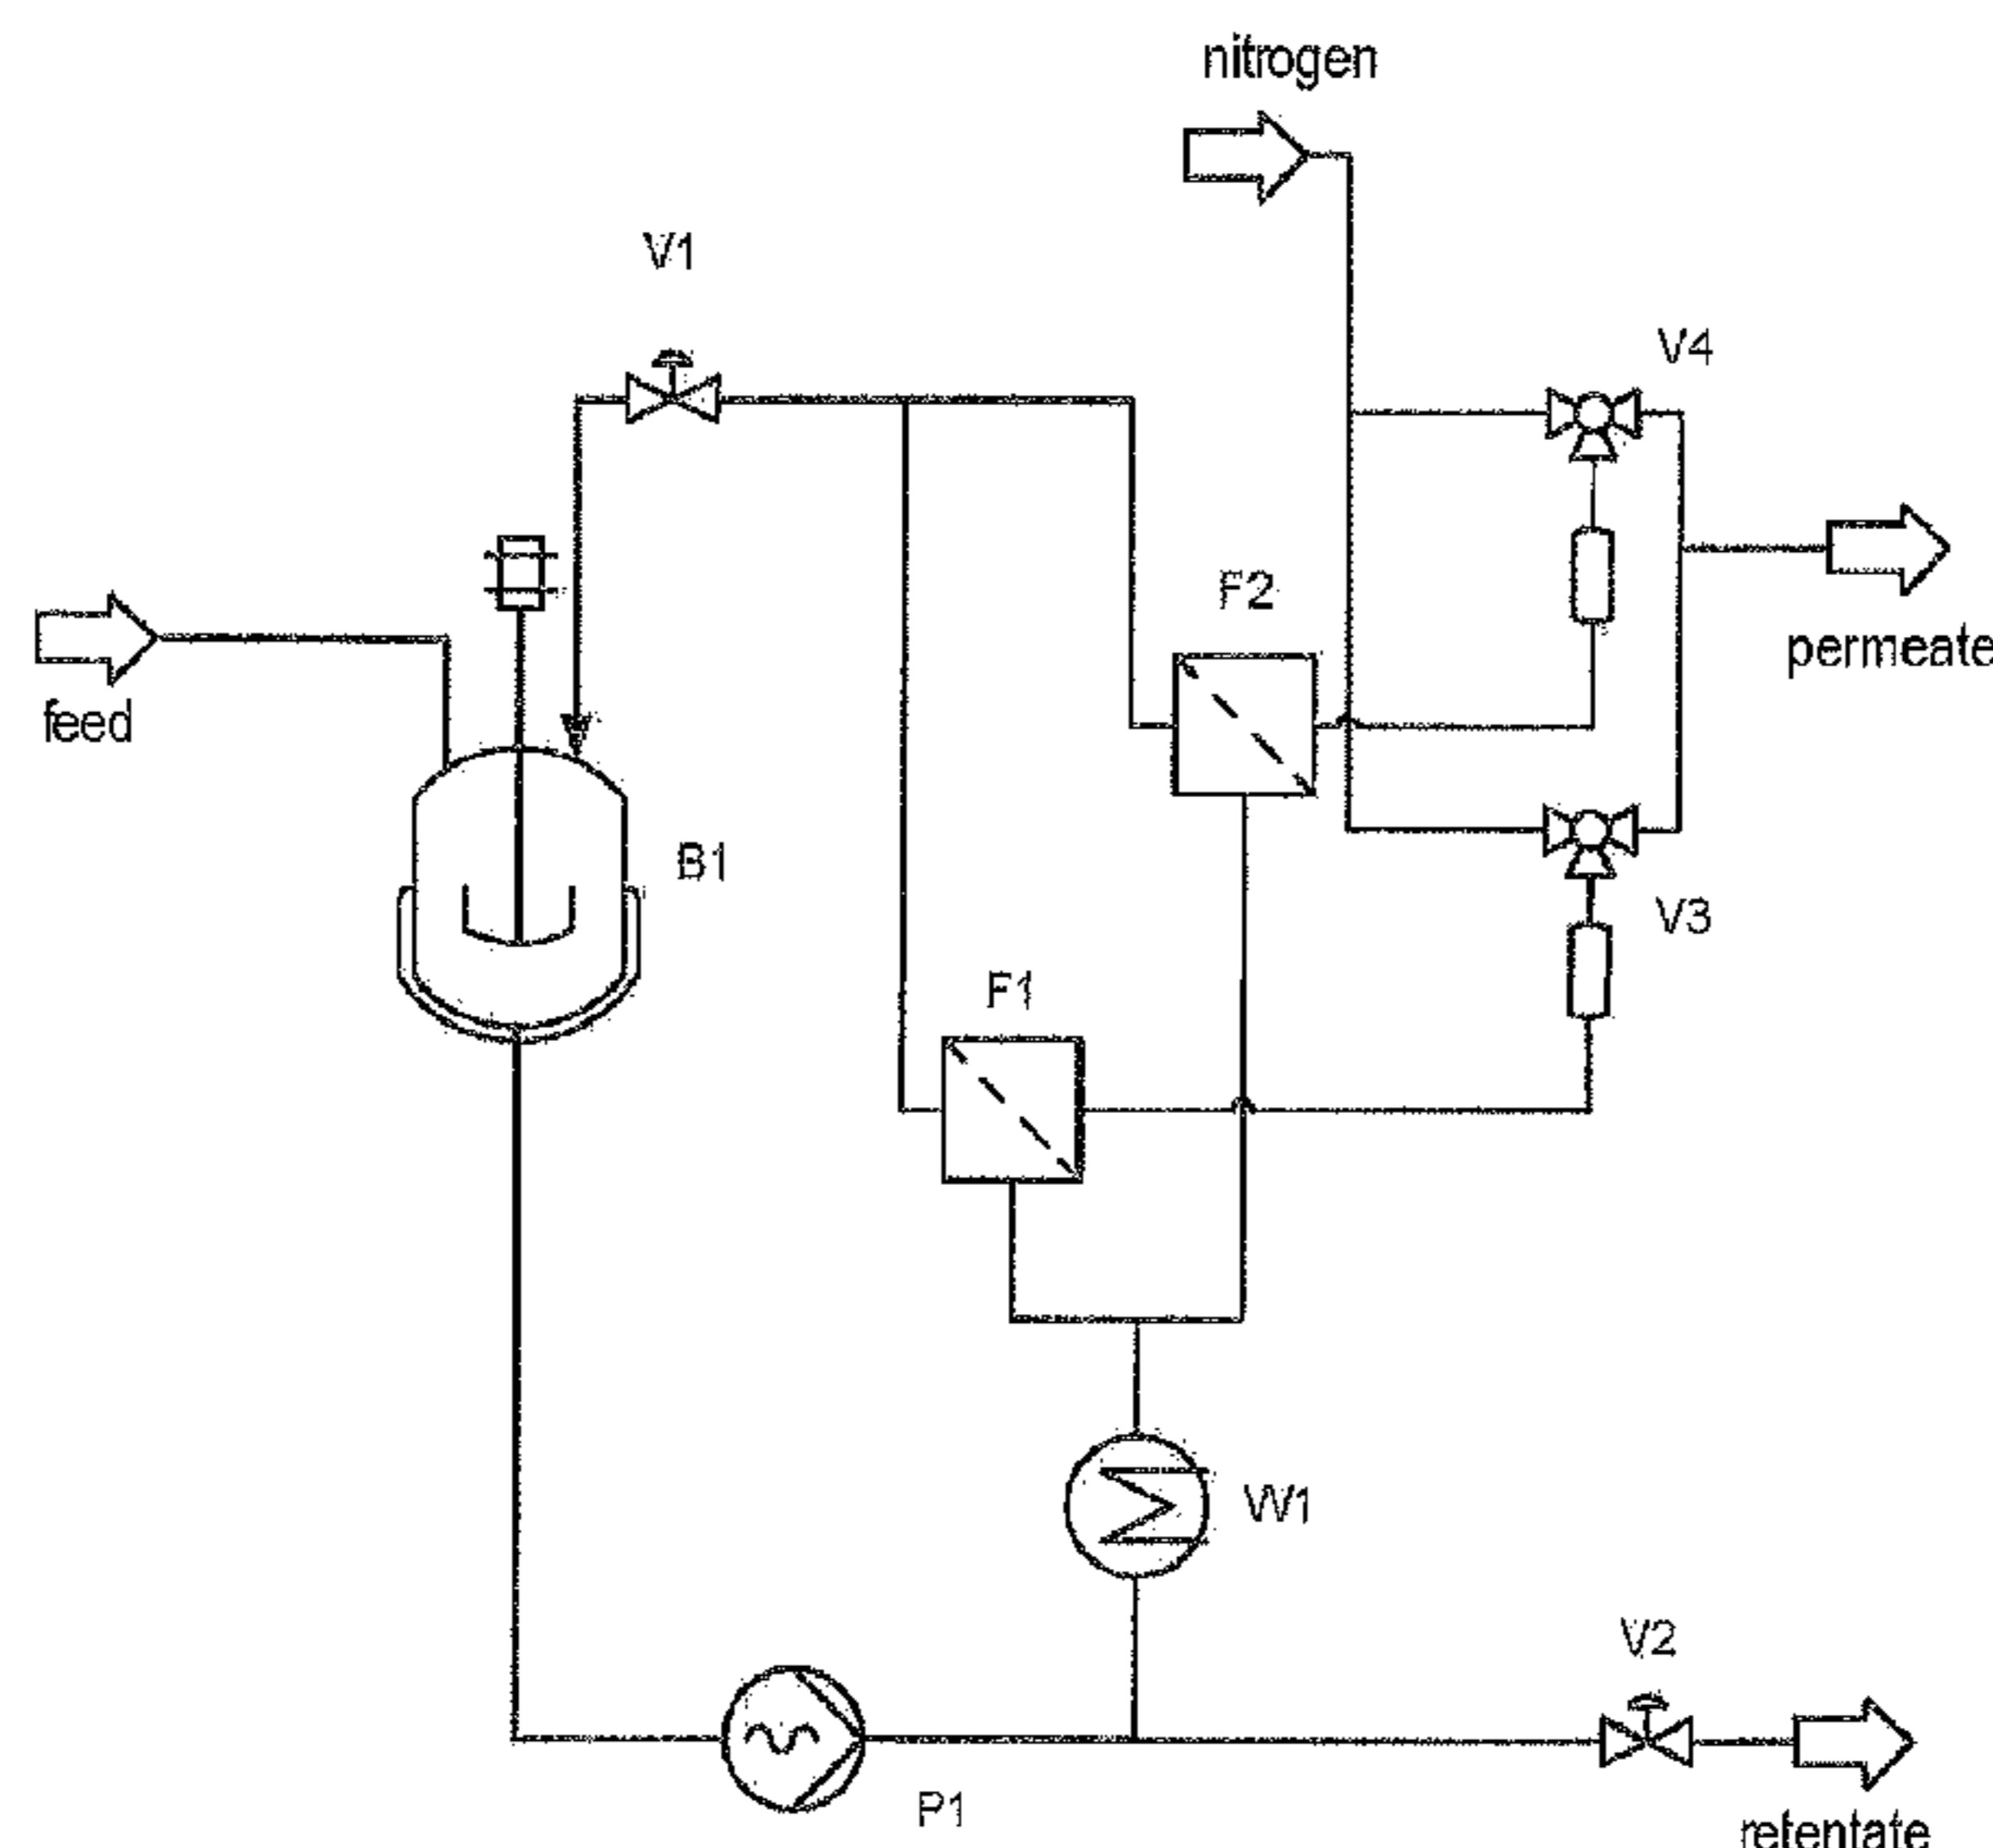 nitrogen
V1
V4
F2
feed
permeate
B1
V3
F1
W1
V2
P1
retentate